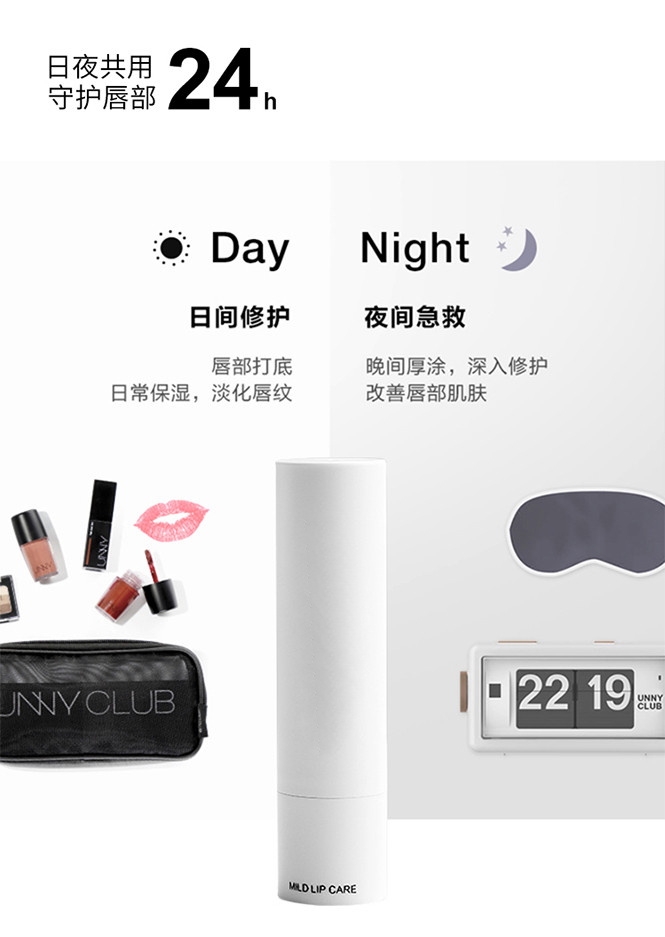 日夜共用
守护唇部 24h
Day
Night
日间修护
夜间急救
唇部打底
日常保湿，淡化唇纹
晚间厚涂，深入修护
改善唇部肌肤
UNNY
UNNY
UNNY CLUB
22 19
UNNY
CLUB
MILD LIP CARE